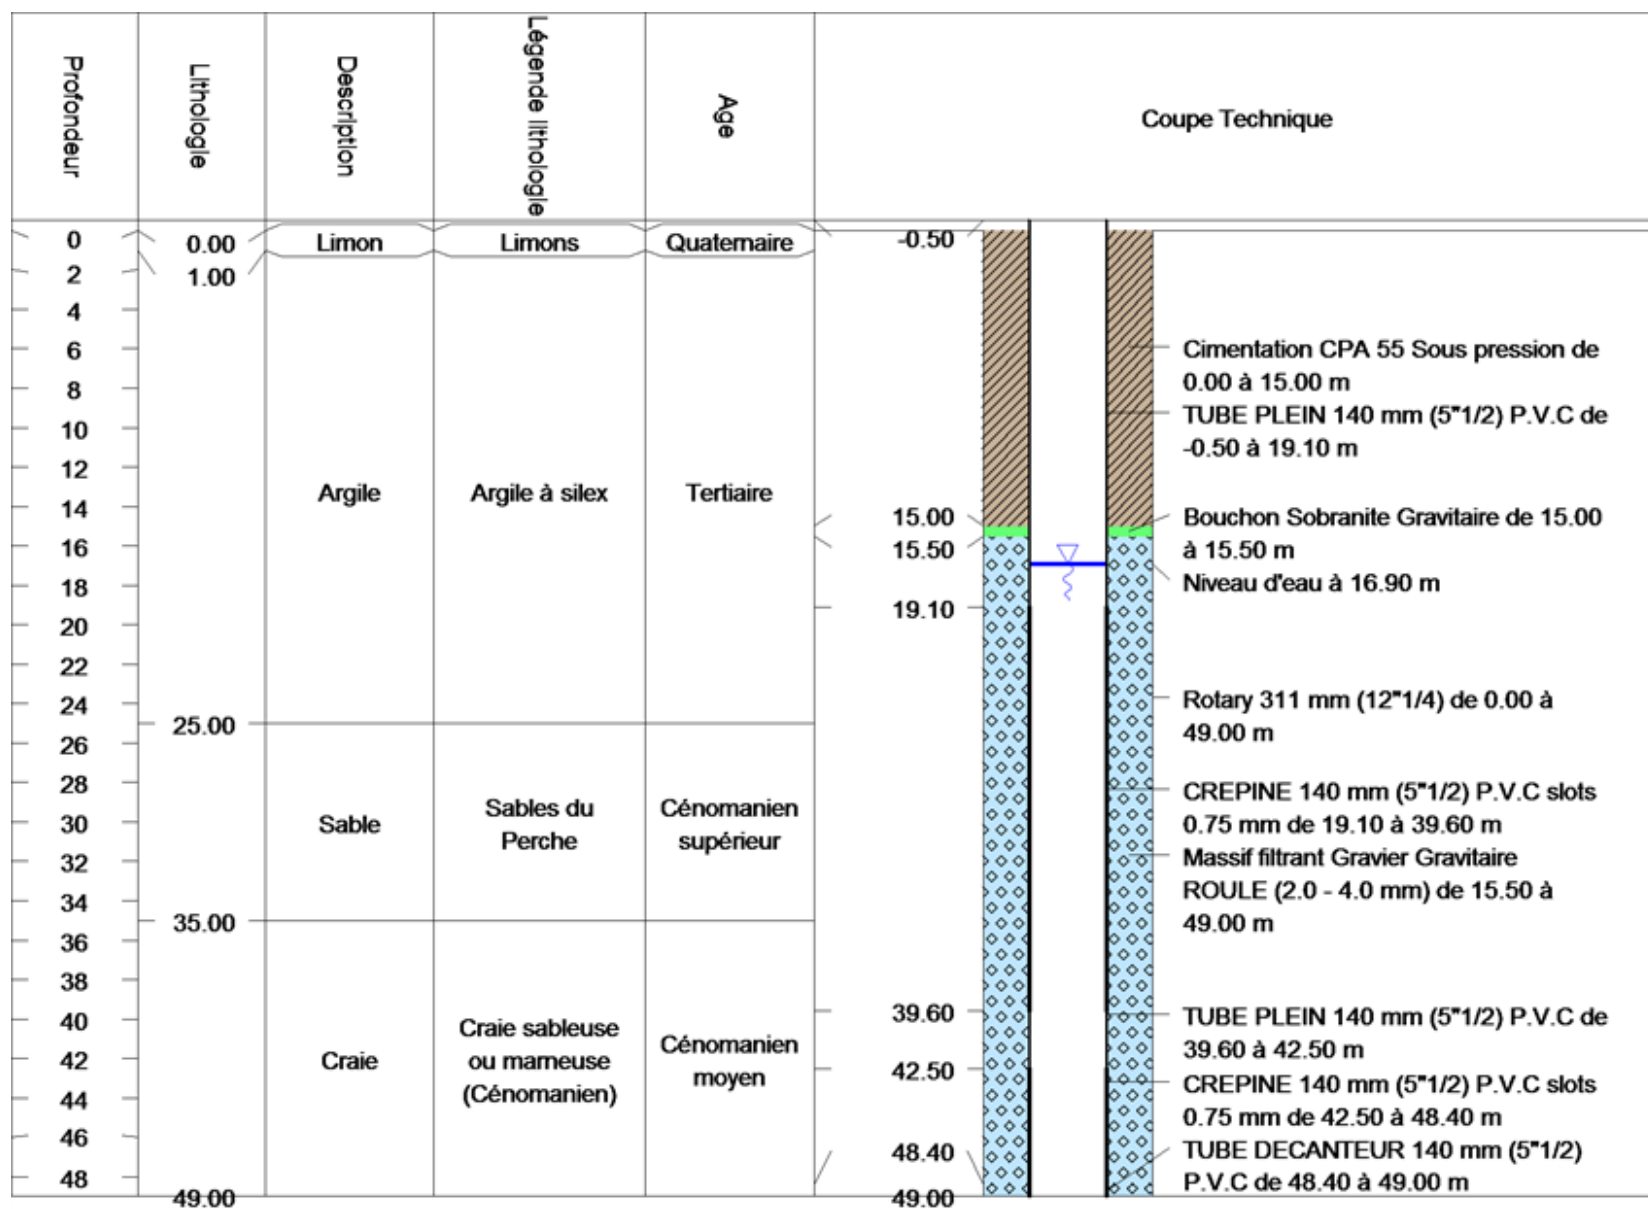 Profondeur
Lithologie
Description
Légende lithologie
Age
Coupe Technique
0
2
4
6
8
10
12
14
16
18
20
22
24
26
28
30
32
34
36
38
40
42
44
46
48
0.00
1.00
25.00
35.00
49.00
Limon
Limons
Quaternaire
Argile
Argile à silex
Tertiaire
Sable
Sables du
Perche
Cénomanien
supérieur
Craie
Craie sableuse
ou marneuse
(Cénomanien)
Cénomanien
moyen
-0.50
15.00
15.50
19.10
39.60
42.50
48.40
49.00
Cimentation CPA 55 Sous pression de
0.00 à 15.00 m
TUBE PLEIN 140 mm (5"1/2) P.V.C de
-0.50 à 19.10 m
Bouchon Sobranite Gravitaire de 15.00
à 15.50 m
Niveau d'eau à 16.90 m
Rotary 311 mm (12"1/4) de 0.00 à
49.00 m
CREPINE 140 mm (5"1/2) P.V.C slots
0.75 mm de 19.10 à 39.60 m
Massif filtrant Gravier Gravitaire
ROULE (2.0 - 4.0 mm) de 15.50 à
49.00 m
TUBE PLEIN 140 mm (5"1/2) P.V.C de
39.60 à 42.50 m
CREPINE 140 mm (5"1/2) P.V.C slots
0.75 mm de 42.50 à 48.40 m
TUBE DECANTEUR 140 mm (5"1/2)
P.V.C de 48.40 à 49.00 m